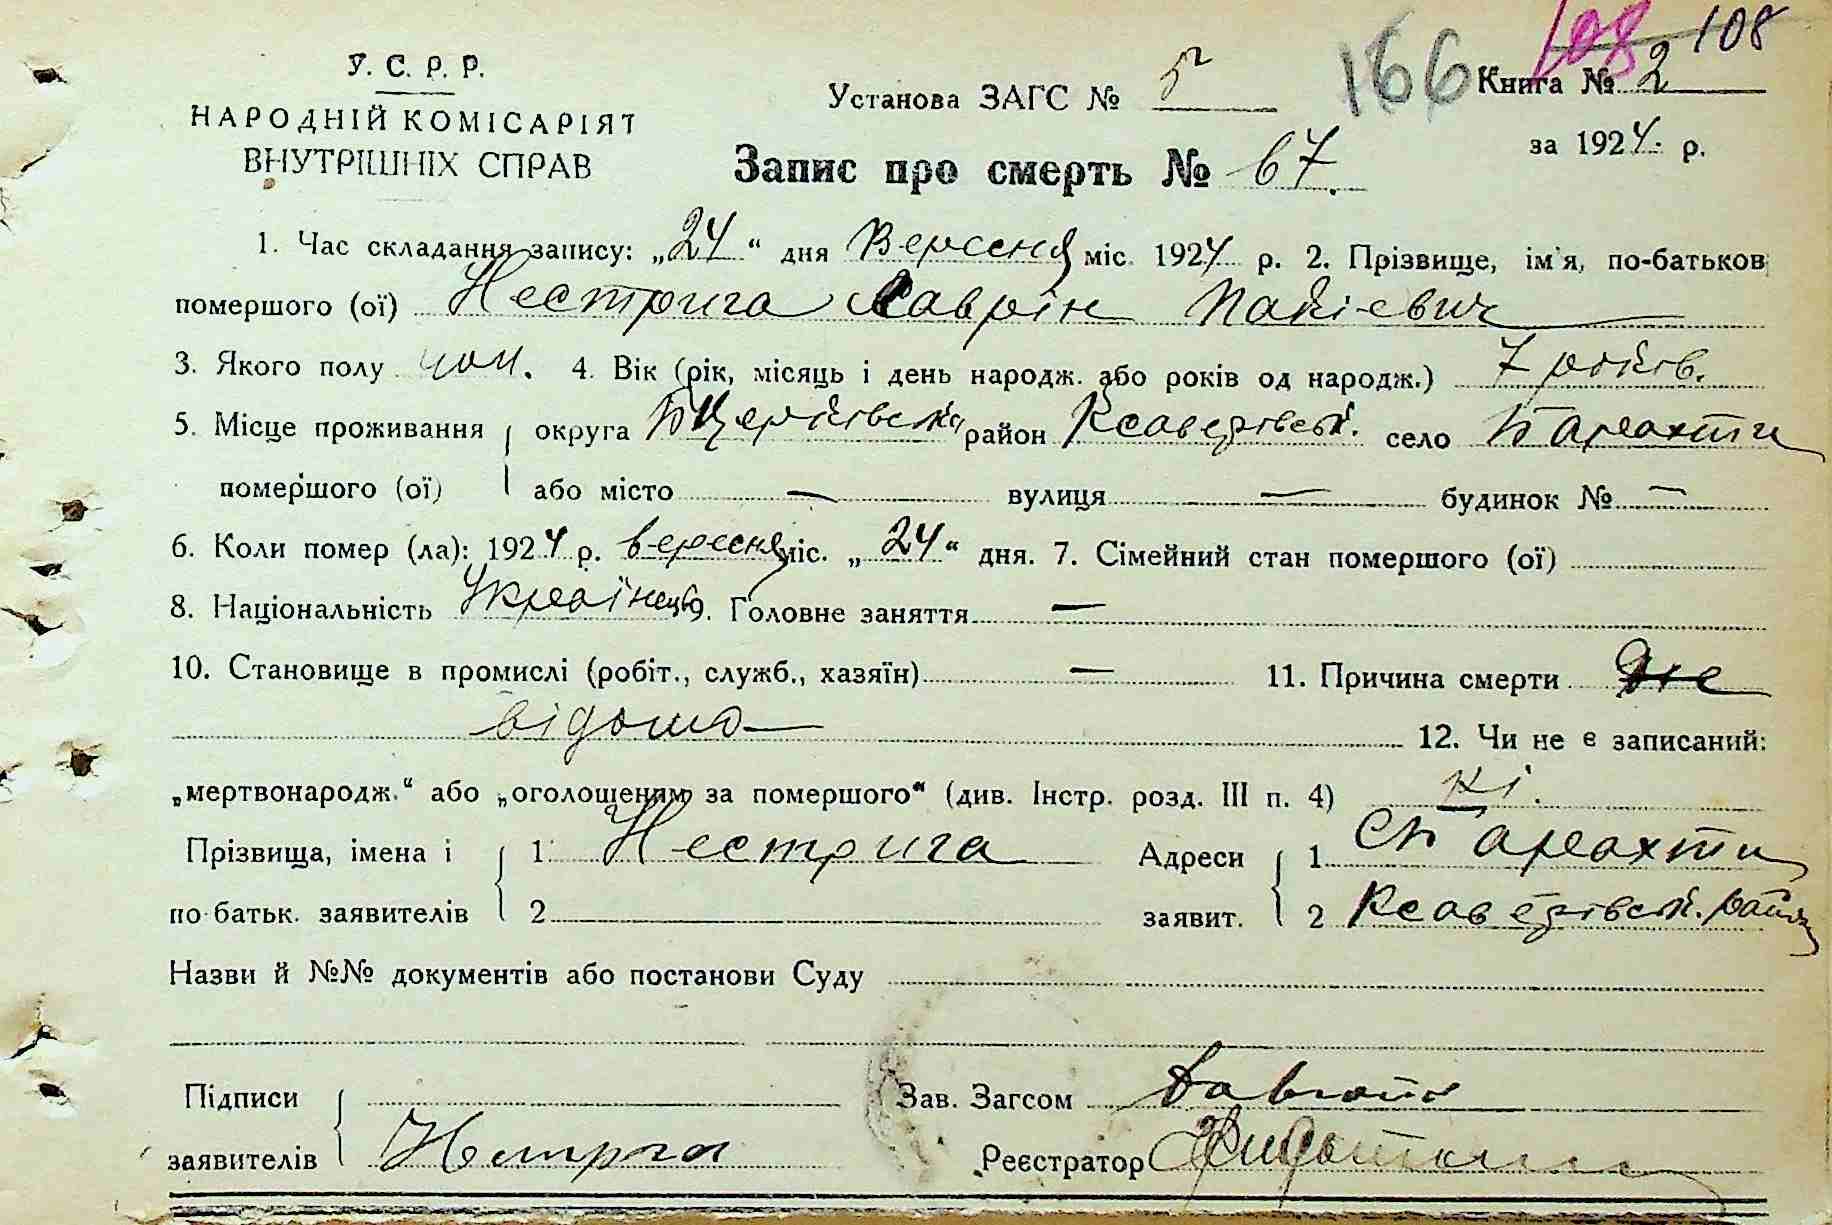 108 108
У. С. Р. Р.
НАРОДНІЙ КОМІСАРІЯТ
ВНУТРІШНІХ СПРАВ
Установа ЗАГС № 5
166
Книга № 2
за 1924 р.
Запис про смерть № 67.
1. Час складання запису: „24“ дня Вересня міс. 1924 р. 2. Прізвище, ім'я, по-батькові
помершого (ої) Нестрига Лаврін
3. Якого полу чол. 4. Вік (рік, місяць і день народж. або років од народж.) 7 років.
5. Місце проживання округа БЦерківськ район Ксаверівськ. село
помершого (ої) або місто — вулиця — будинок № —
6. Коли помер (ла): 1924 р. вересня міс. „24“ дня. 7. Сімейний стан помершого (ої)
8. Національність Українець 9. Головне заняття —
10. Становище в промислі (робіт., служб., хазяїн) — 11. Причина смерти Не
відомо 12. Чи не є записаний:
„мертвонародж.“ або „оголошеним за помершого“ (див. Інстр. розд. III п. 4) Ні.
Прізвища, імена і 1 Нестрига Адреси 1
по-батьк. заявителів 2 заявит. 2 Ксаверівськ. район
Назви й №№ документів або постанови Суду
Підписи Зав. Загсом
заявителів Нестрига Реєстратор